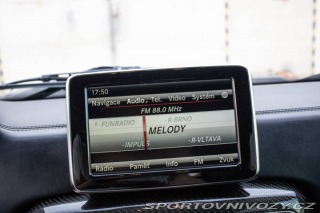 17:50
Navigace Audio Tel. Video Systém
FM 88.0 MHz
FUNRADIO R-BRNO
MELODY
-IMPULS -R-VLTAVA
Rádio Paměť Info FM Zvuk
SPORTOVNIVOZY.CZ